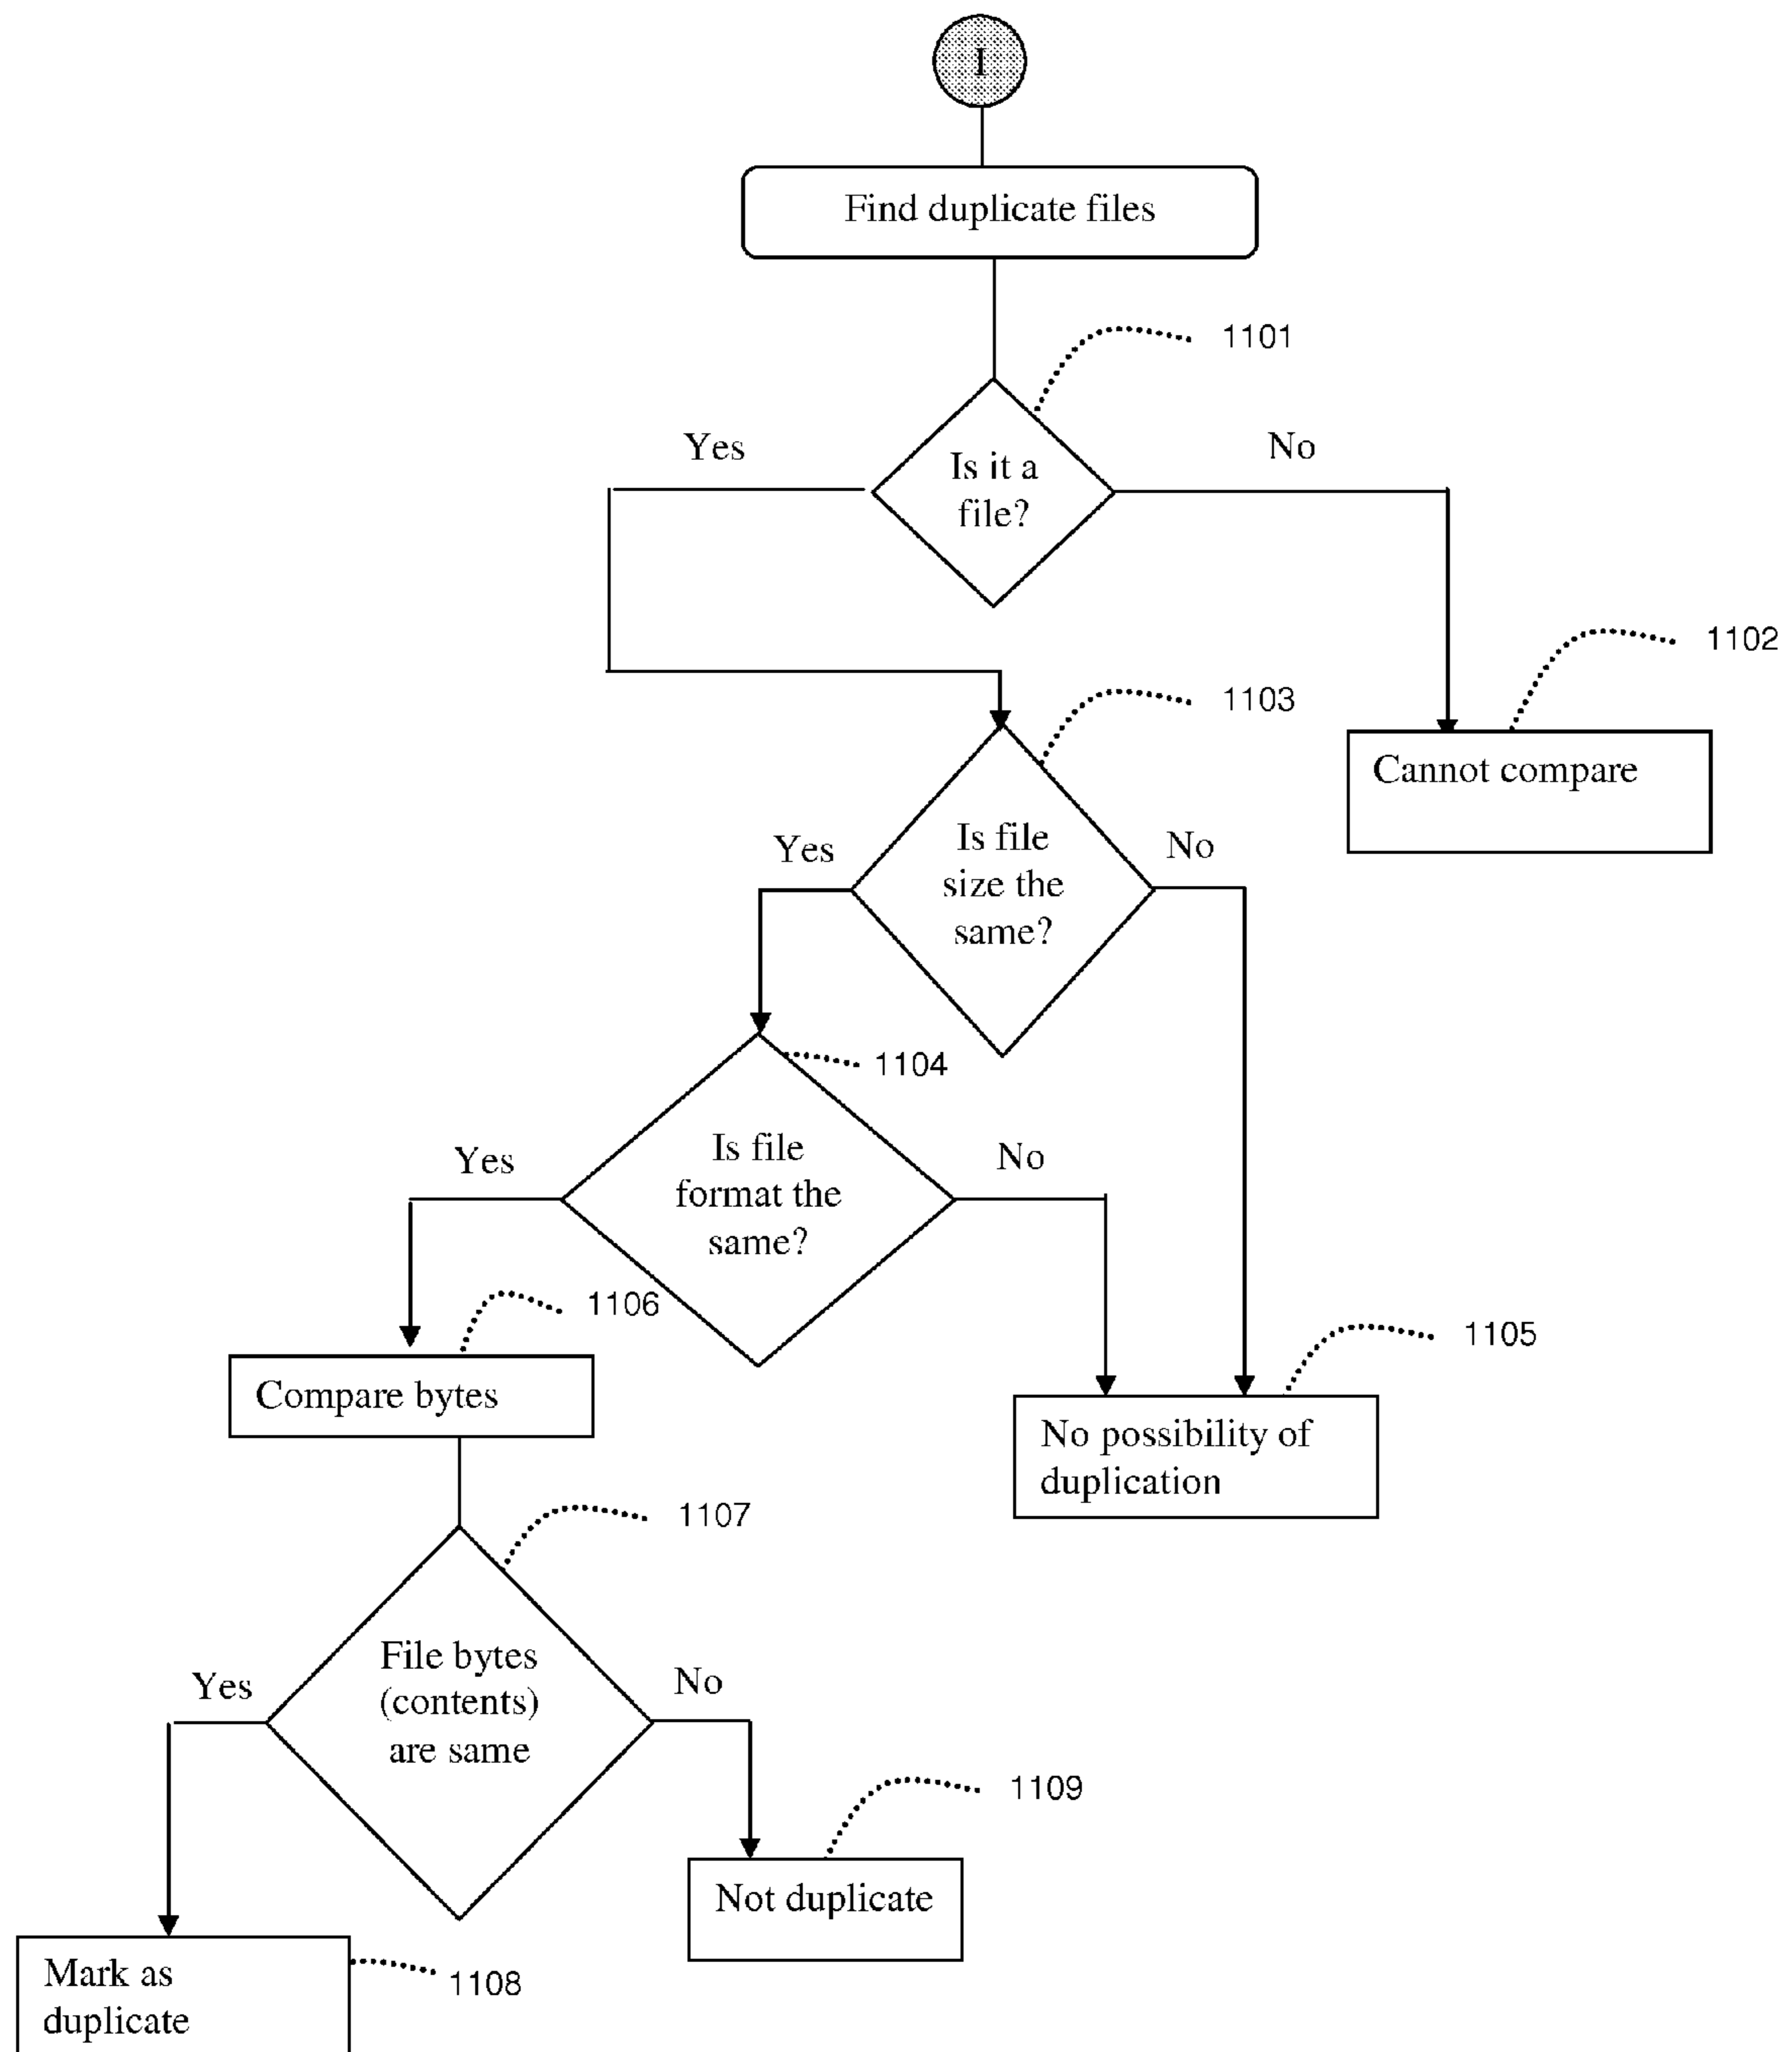 I
Find duplicate files
1101
Yes
No
Is it a
file?
1102
1103
Cannot compare
Yes
No
Is file
size the
same?
1104
Yes
No
Is file
format the
same?
1106
1105
Compare bytes
No possibility of
duplication
1107
File bytes
(contents)
are same
Yes
No
1109
Not duplicate
Mark as
duplicate
1108